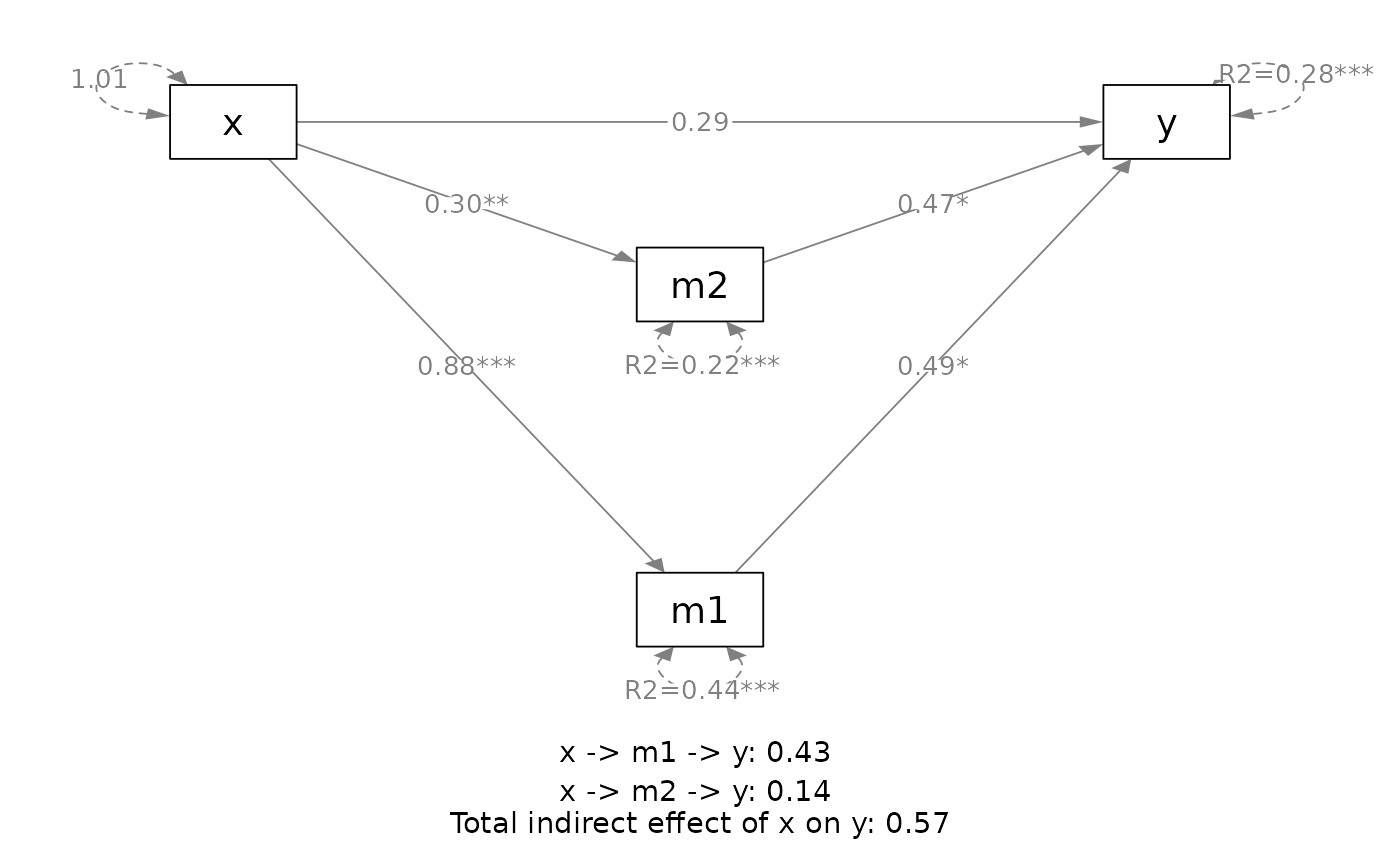 1.01
R2=0.28***
x
0.29
y
0.30**
0.47*
m2
R2=0.22***
0.88***
0.49*
m1
R2=0.44***
x -> m1 -> y: 0.43
x -> m2 -> y: 0.14
Total indirect effect of x on y: 0.57